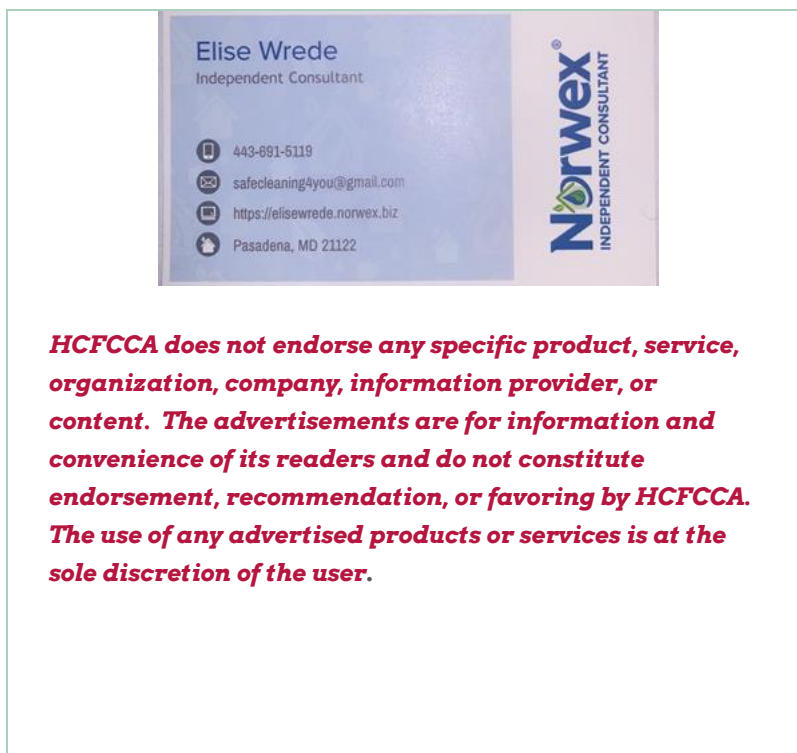 Elise Wrede
Independent Consultant
443-691-5119
safecleaning4you@gmail.com
https://elisewrede.norwex.biz
Pasadena, MD 21122
Norwex®
INDEPENDENT CONSULTANT
HCFCCA does not endorse any specific product, service,
organization, company, information provider, or
content.  The advertisements are for information and
convenience of its readers and do not constitute
endorsement, recommendation, or favoring by HCFCCA.
The use of any advertised products or services is at the
sole discretion of the user.